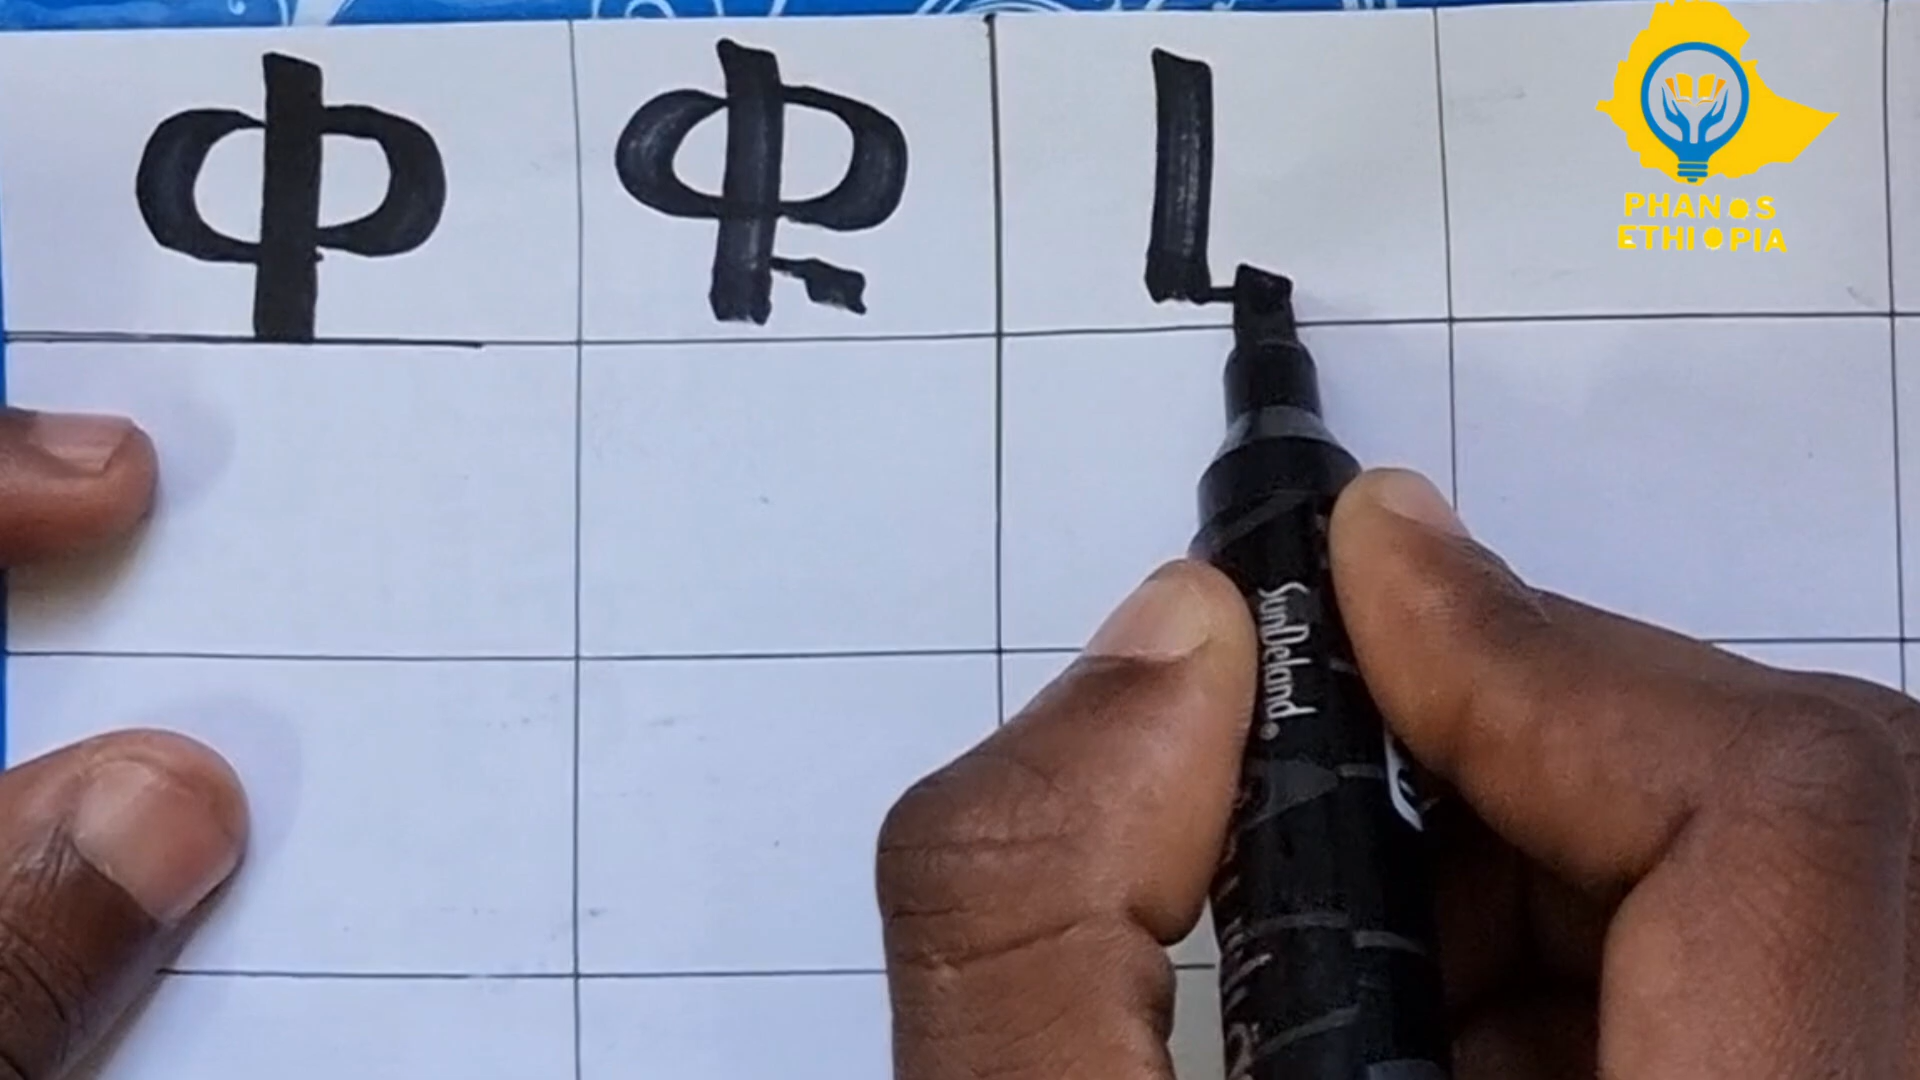 ቀ ቁ
PHANOS
ETHIOPIA
SunDeland